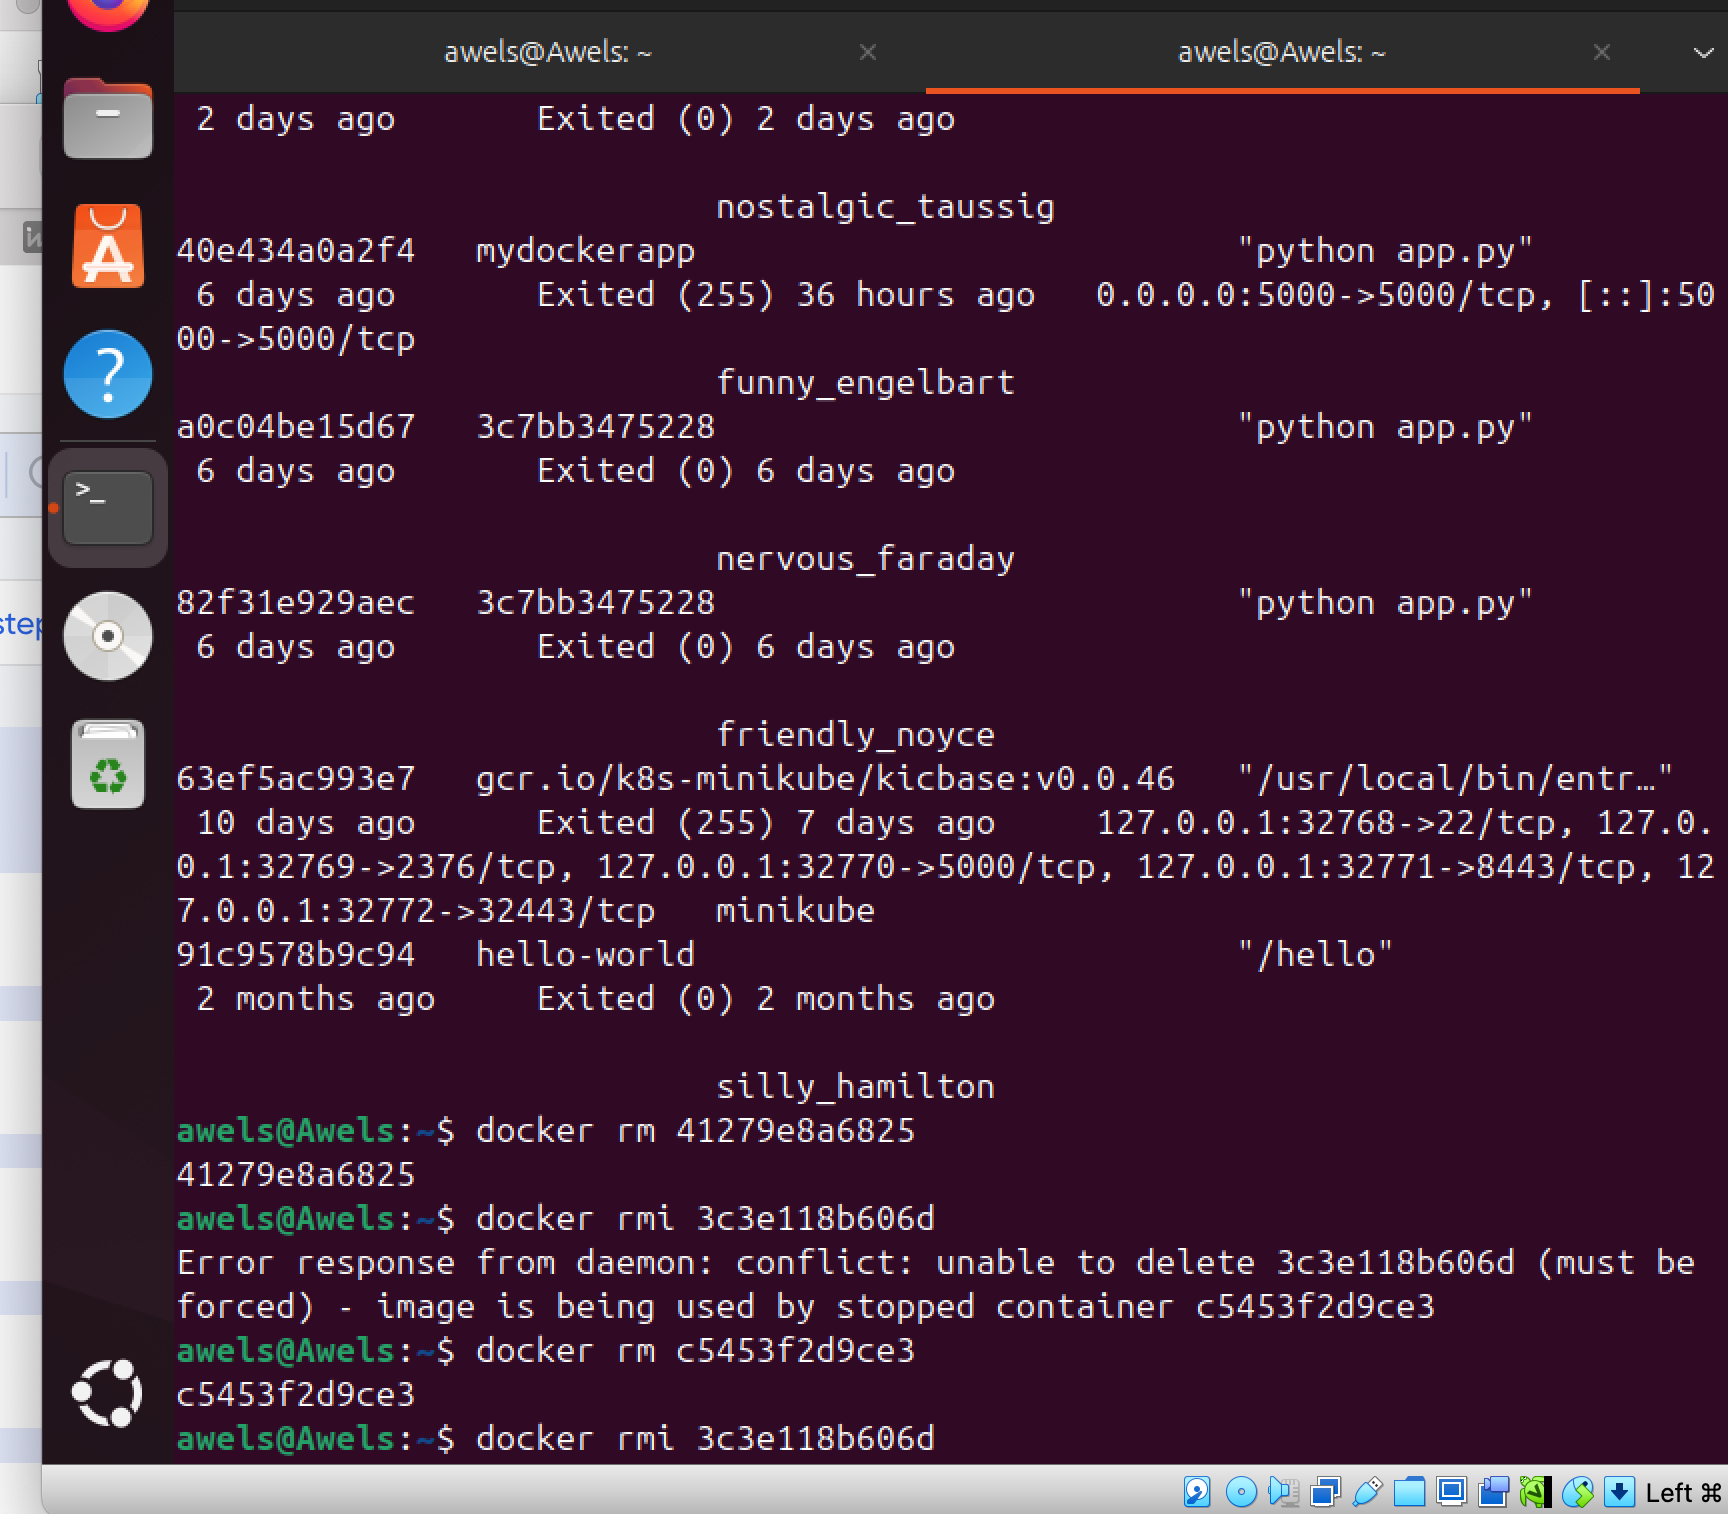 awels@Awels: ~ awels@Awels: ~
2 days ago Exited (0) 2 days ago
nostalgic_taussig
40e434a0a2f4 mydockerapp "python app.py"
6 days ago Exited (255) 36 hours ago 0.0.0.0:5000->5000/tcp, [::]:50
00->5000/tcp
funny_engelbart
a0c04be15d67 3c7bb3475228 "python app.py"
6 days ago Exited (0) 6 days ago
nervous_faraday
82f31e929aec 3c7bb3475228 "python app.py"
6 days ago Exited (0) 6 days ago
step
friendly_noyce
63ef5ac993e7 gcr.io/k8s-minikube/kicbase:v0.0.46 "/usr/local/bin/entr…"
10 days ago Exited (255) 7 days ago 127.0.0.1:32768->22/tcp, 127.0.
0.1:32769->2376/tcp, 127.0.0.1:32770->5000/tcp, 127.0.0.1:32771->8443/tcp, 12
7.0.0.1:32772->32443/tcp minikube
91c9578b9c94 hello-world "/hello"
2 months ago Exited (0) 2 months ago
silly_hamilton
awels@Awels:~$ docker rm 41279e8a6825
41279e8a6825
awels@Awels:~$ docker rmi 3c3e118b606d
Error response from daemon: conflict: unable to delete 3c3e118b606d (must be
forced) - image is being used by stopped container c5453f2d9ce3
awels@Awels:~$ docker rm c5453f2d9ce3
c5453f2d9ce3
awels@Awels:~$ docker rmi 3c3e118b606d
Left ⌘